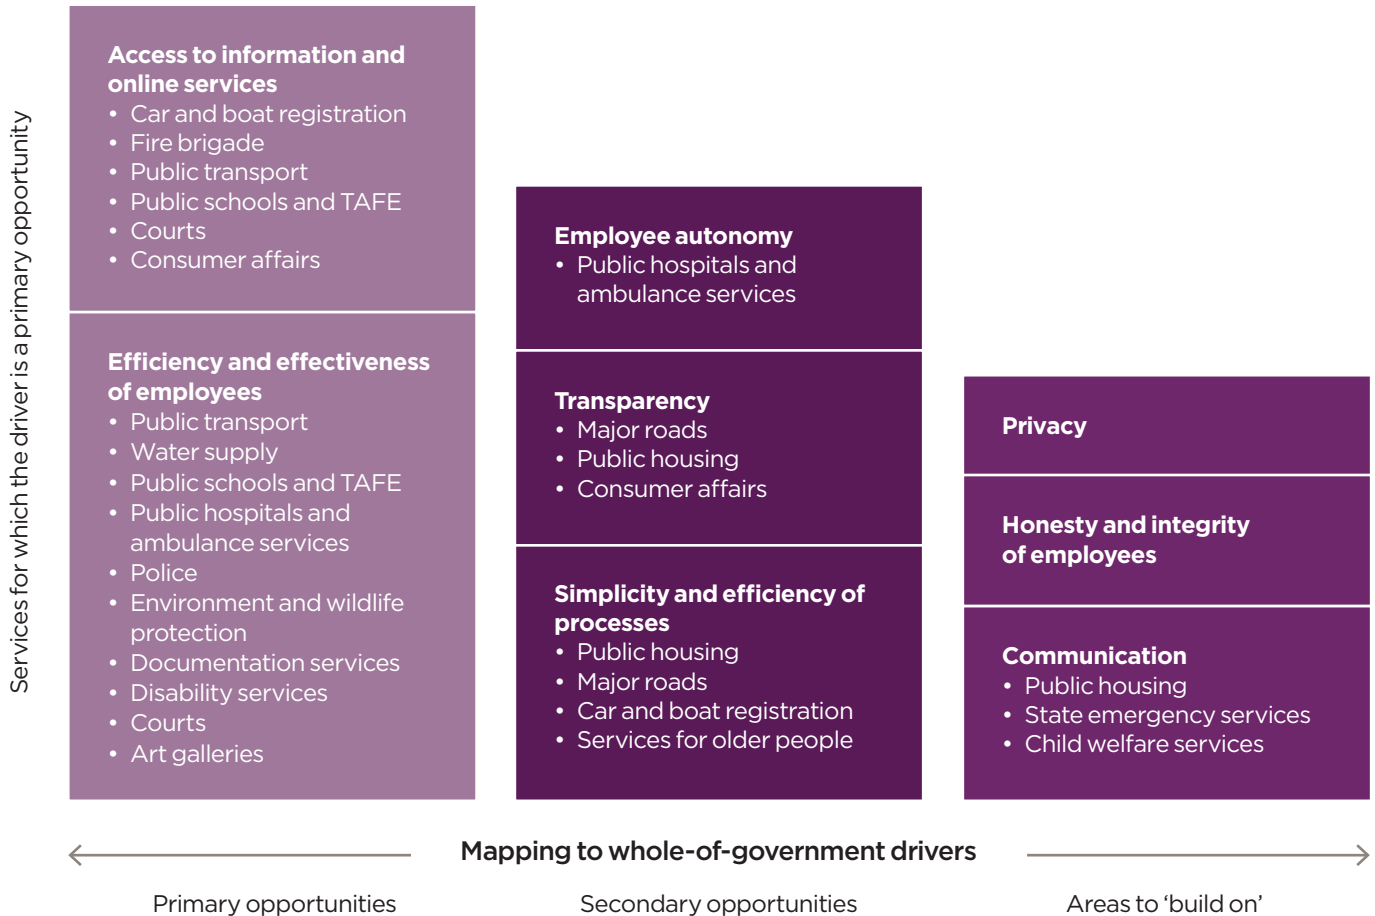 Services for which the driver is a primary opportunity
Access to information and
online services
• Car and boat registration
• Fire brigade
• Public transport
• Public schools and TAFE
• Courts
• Consumer affairs
Efficiency and effectiveness
of employees
• Public transport
• Water supply
• Public schools and TAFE
• Public hospitals and
ambulance services
• Police
• Environment and wildlife
protection
• Documentation services
• Disability services
• Courts
• Art galleries
Employee autonomy
• Public hospitals and
ambulance services
Transparency
• Major roads
• Public housing
• Consumer affairs
Simplicity and efficiency of
processes
• Public housing
• Major roads
• Car and boat registration
• Services for older people
Privacy
Honesty and integrity
of employees
Communication
• Public housing
• State emergency services
• Child welfare services
Mapping to whole-of-government drivers
Primary opportunities
Secondary opportunities
Areas to ‘build on’